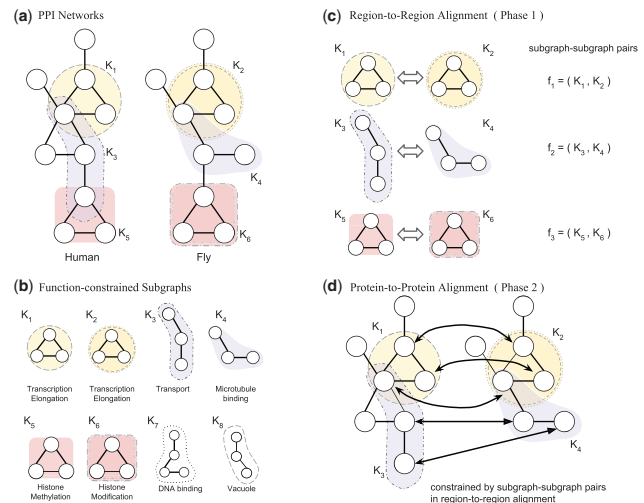 (a) PPI Networks
K1
K2
K3
K4
K5
K6
Human
Fly
(b) Function-constrained Subgraphs
K1
K2
K3
K4
Transcription
Elongation
Transcription
Elongation
Transport
Microtubule
binding
K5
K6
K7
K8
Histone
Methylation
Histone
Modification
DNA binding
Vacuole
(c) Region-to-Region Alignment ( Phase 1 )
subgraph-subgraph pairs
K1
K2
f1 = ( K1 , K2 )
K3
K4
f2 = ( K3 , K4 )
K5
K6
f3 = ( K5 , K6 )
(d) Protein-to-Protein Alignment ( Phase 2 )
K1
K2
K3
K4
constrained by subgraph-subgraph pairs
in region-to-region alignment